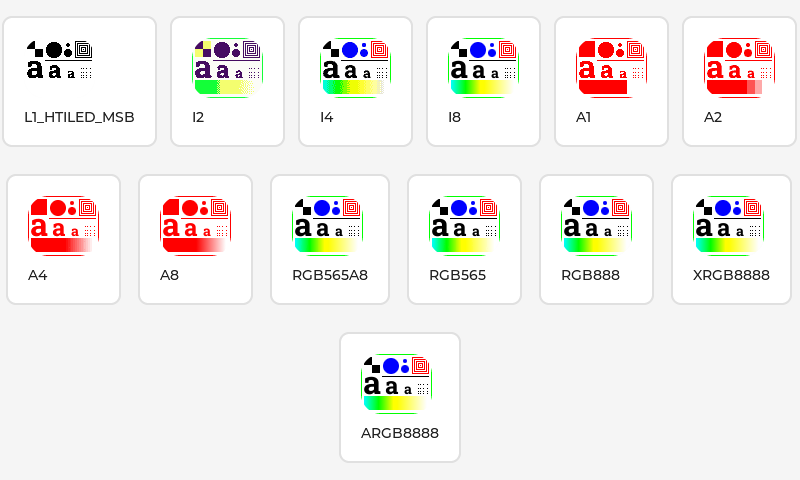 a a a a a a a a a a a a a a a a a a
L1_HTILED_MSB I2 I4 I8 A1 A2
a a a a a a a a a a a a a a a a a a
A4 A8 RGB565A8 RGB565 RGB888 XRGB8888
a a a
ARGB8888